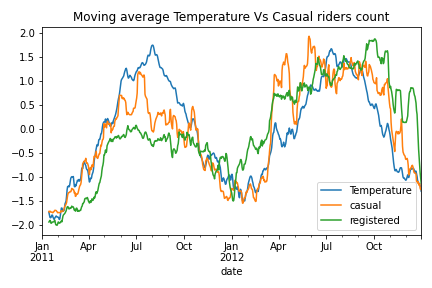 Moving average Temperature Vs Casual riders count
2.0
1.5
1.0
0.5
0.0
−0.5
−1.0
−1.5
−2.0
Temperature
casual
registered
Jan Apr Jul Oct Jan Apr Jul Oct
2011 2012
date